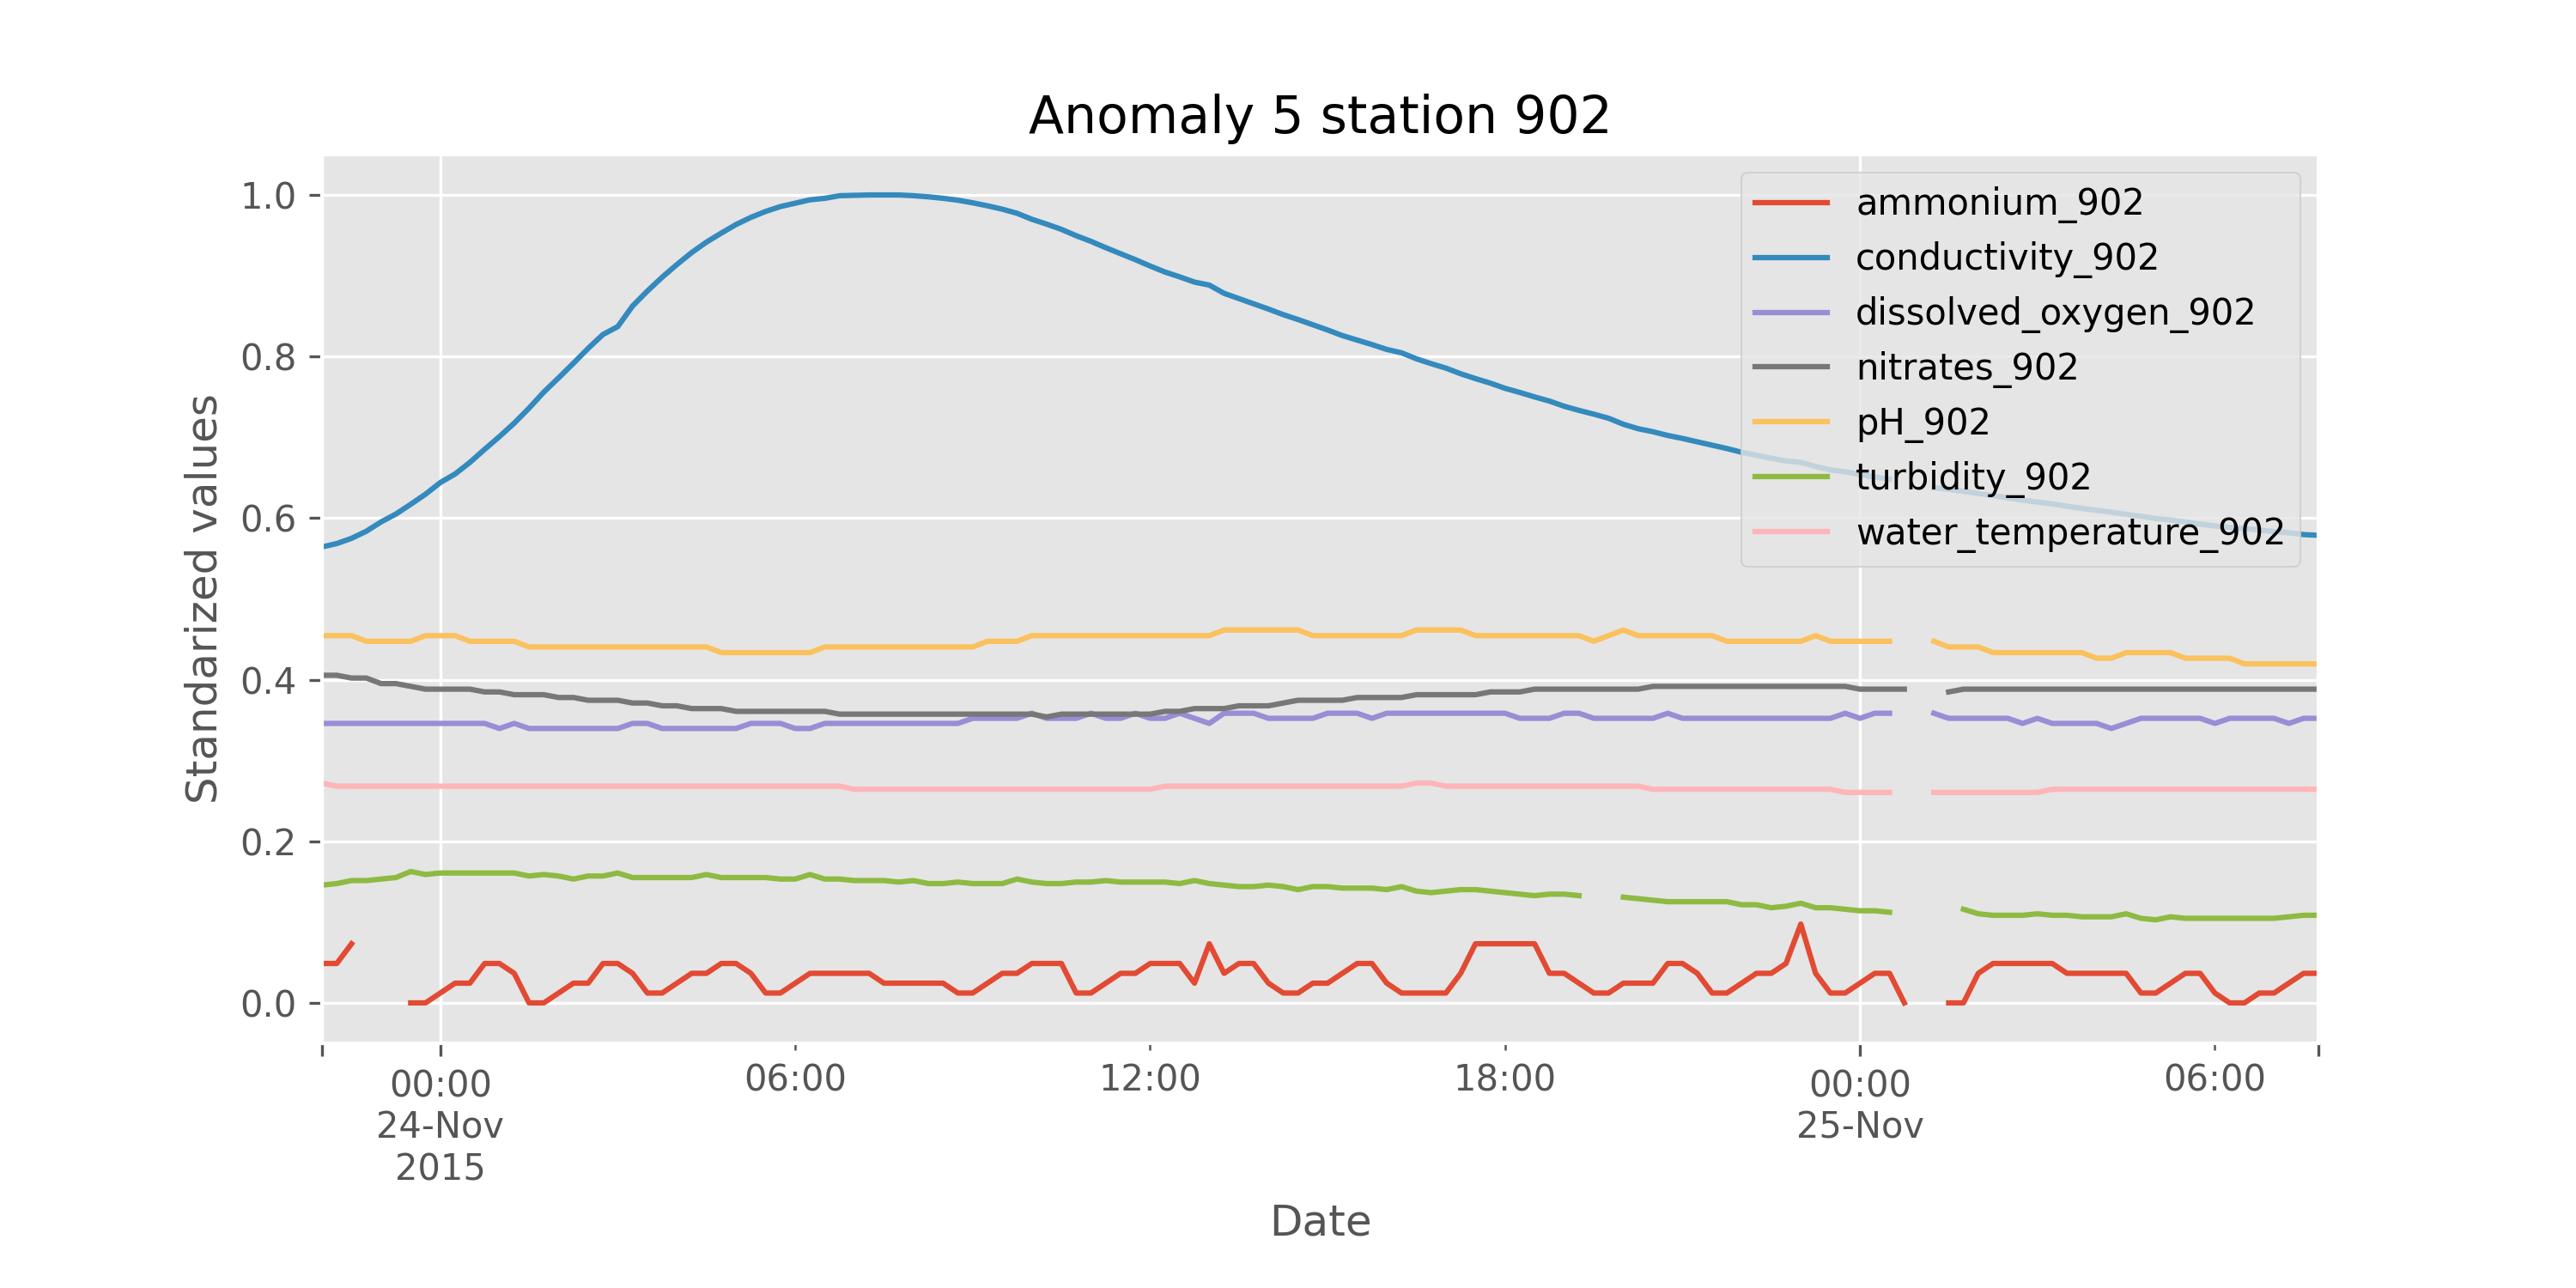 Anomaly 5 station 902
Standarized values
1.0
0.8
0.6
0.4
0.2
0.0
ammonium_902
conductivity_902
dissolved_oxygen_902
nitrates_902
pH_902
turbidity_902
water_temperature_902
00:00
24-Nov
2015
06:00
12:00
18:00
00:00
25-Nov
06:00
Date